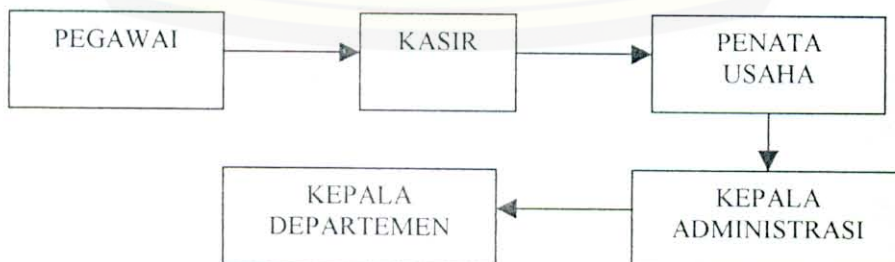 PEGAWAI
KASIR
PENATA
USAHA
KEPALA
DEPARTEMEN
KEPALA
ADMINISTRASI